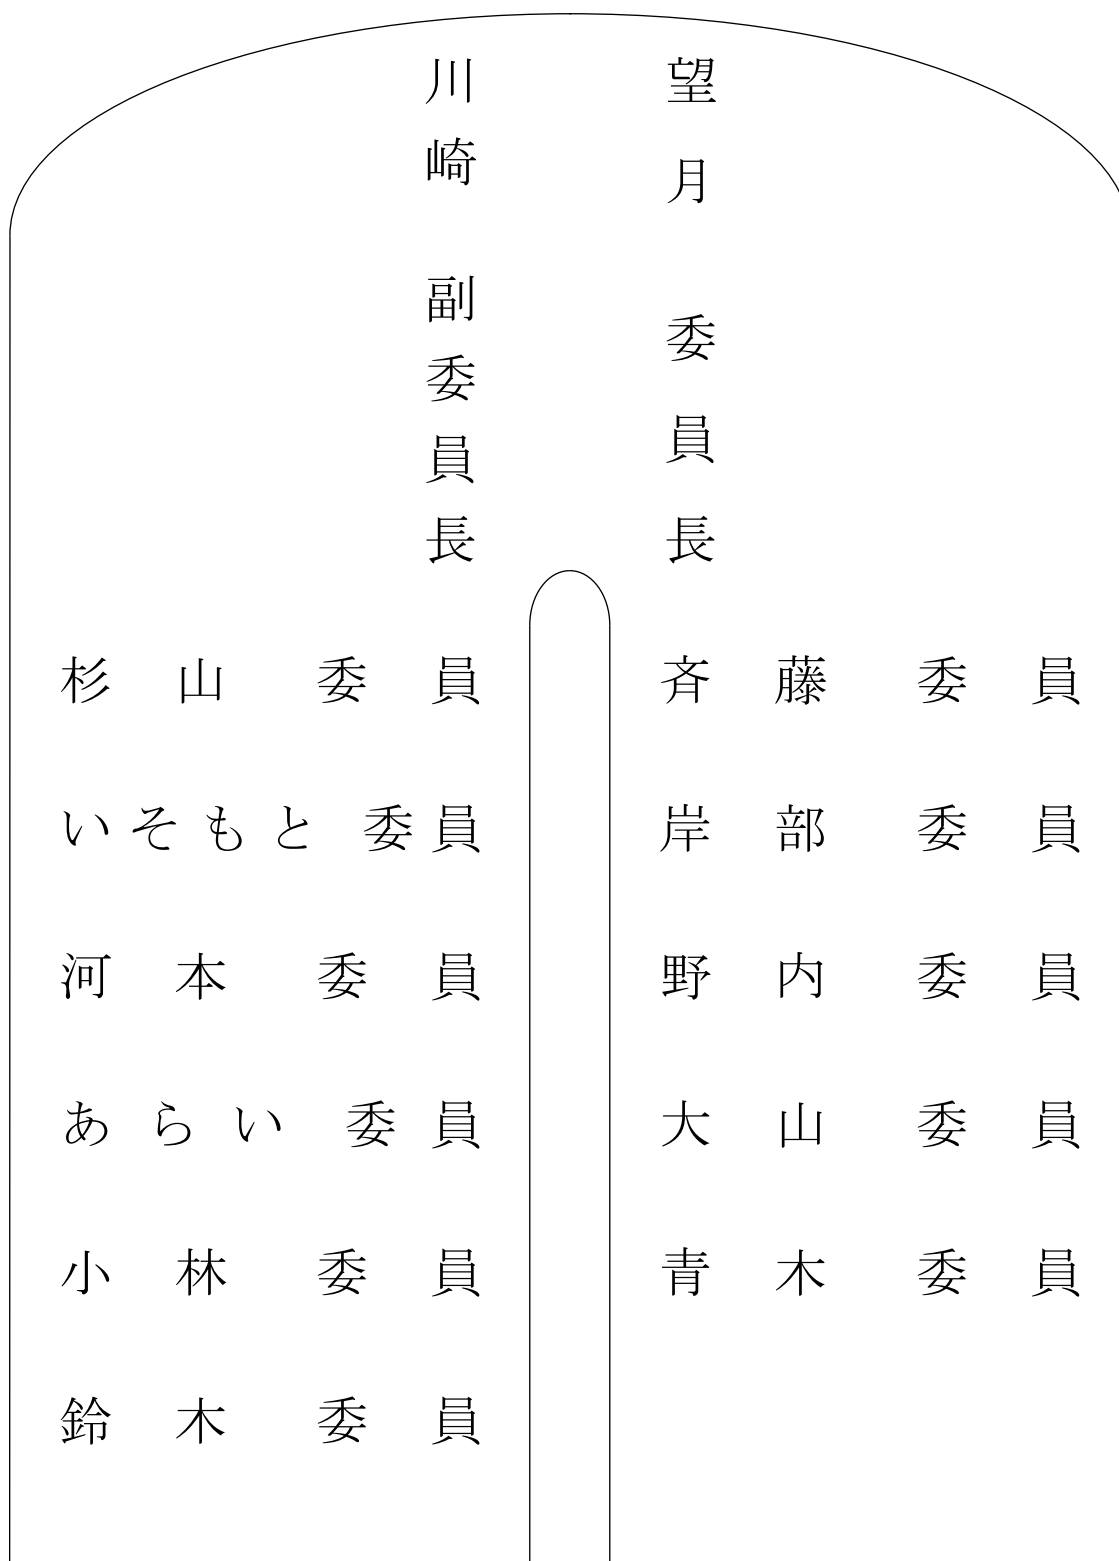 望月 委員長
川崎 副委員長
杉山 委員
斉藤 委員
いそもと 委員
岸部 委員
河本 委員
野内 委員
あらい 委員
大山 委員
小林 委員
青木 委員
鈴木 委員